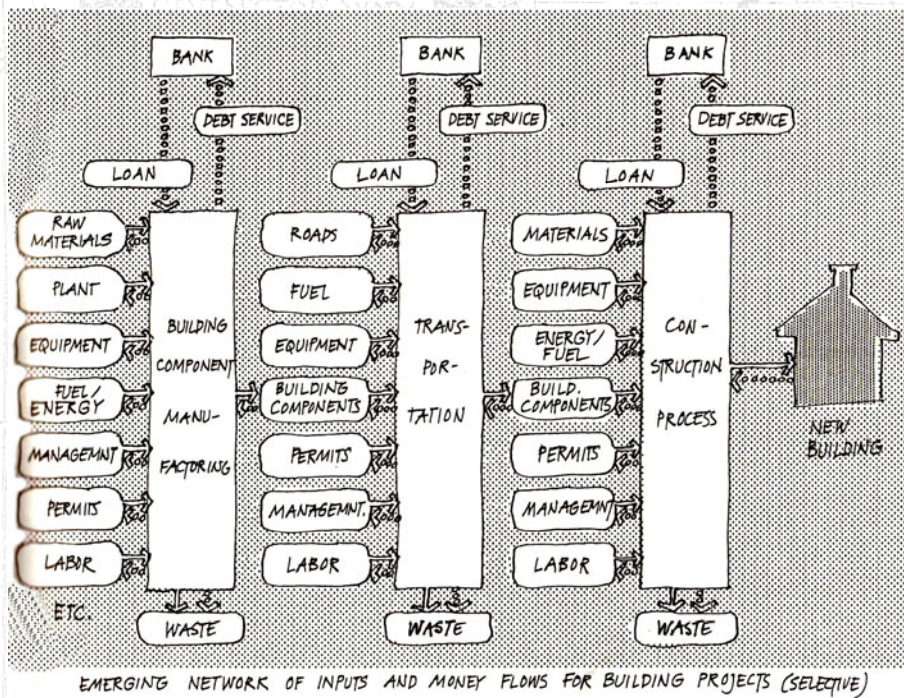 BANK
DEBT SERVICE
LOAN
RAW
MATERIALS
PLANT
EQUIPMENT
FUEL/
ENERGY
MANAGEMNT
PERMITS
LABOR
ETC.
BUILDING
COMPONENT
MANU-
FACTORING
WASTE
BANK
DEBT SERVICE
LOAN
ROADS
FUEL
EQUIPMENT
BUILDING
COMPONENTS
PERMITS
MANAGEMNT.
LABOR
TRANS-
POR-
TATION
WASTE
BANK
DEBT SERVICE
LOAN
MATERIALS
EQUIPMENT
ENERGY/
FUEL
BUILD.
COMPONENTS
PERMITS
MANAGEMNT
LABOR
CON-
STRUCTION
PROCESS
WASTE
NEW
BUILDING
EMERGING NETWORK OF INPUTS AND MONEY FLOWS FOR BUILDING PROJECTS (SELECTIVE)